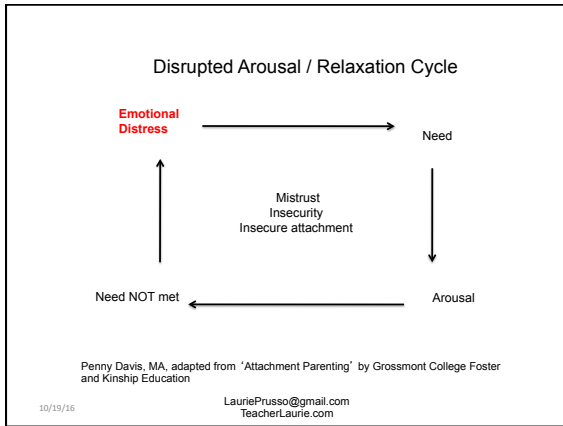 Disrupted Arousal / Relaxation Cycle
Emotional
Distress
Need
Mistrust
Insecurity
Insecure attachment
Need NOT met
Arousal
Penny Davis, MA, adapted from ‘Attachment Parenting’ by Grossmont College Foster
and Kinship Education
10/19/16
LauriePrusso@gmail.com
TeacherLaurie.com